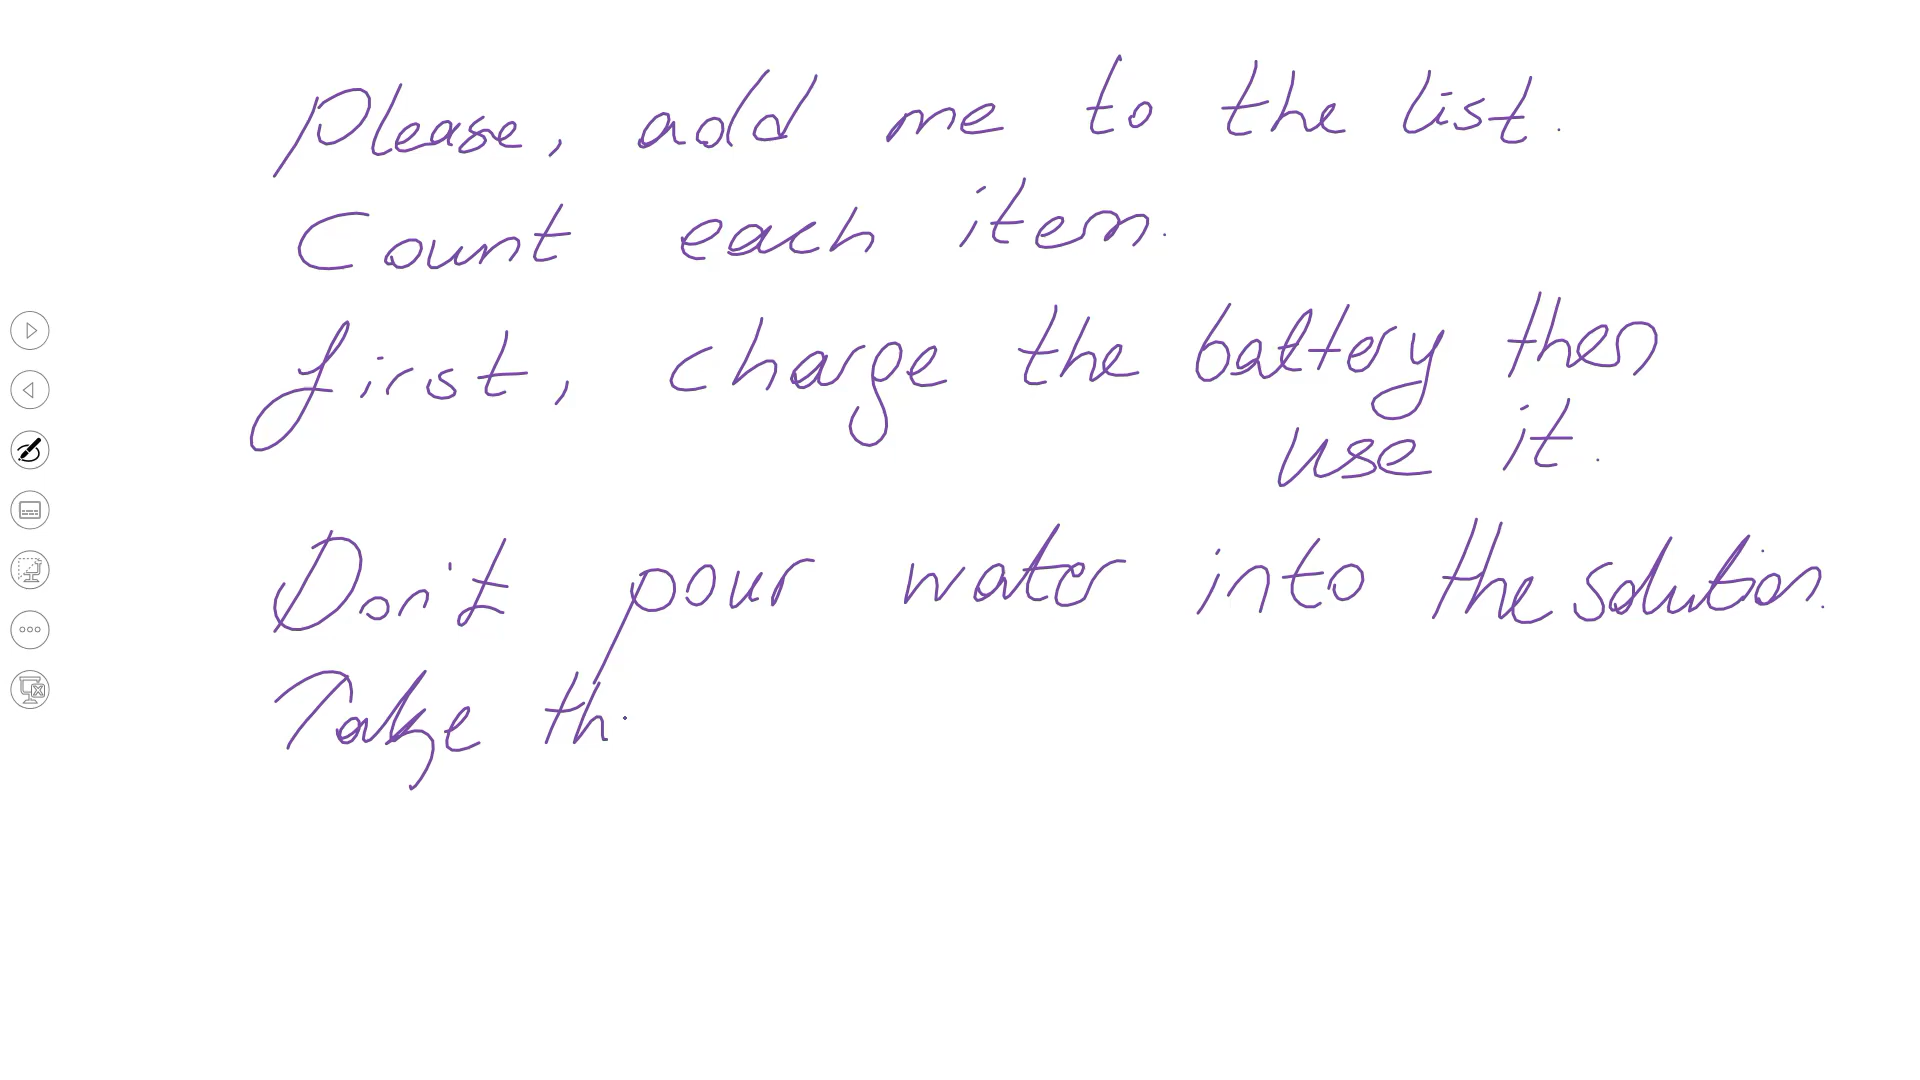 Please, add me to the list.
Count each item.
first, charge the battery then
use it.
Don't pour water into the solution.
Take th